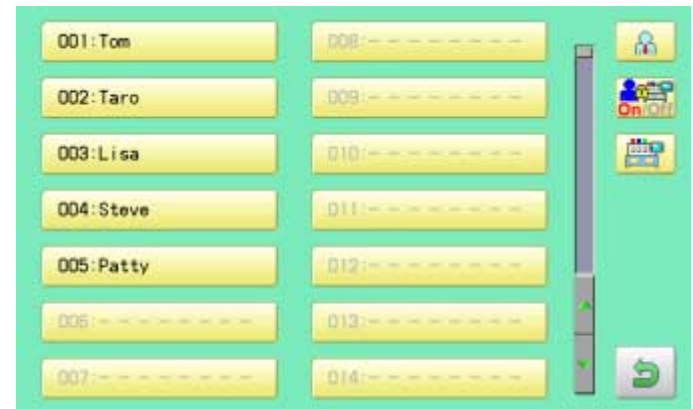 001:Tom
002:Taro
003:Lisa
004:Steve
005:Patty
006:--------
007:--------
008:--------
009:--------
010:--------
011:--------
012:--------
013:--------
014:--------
On/Off